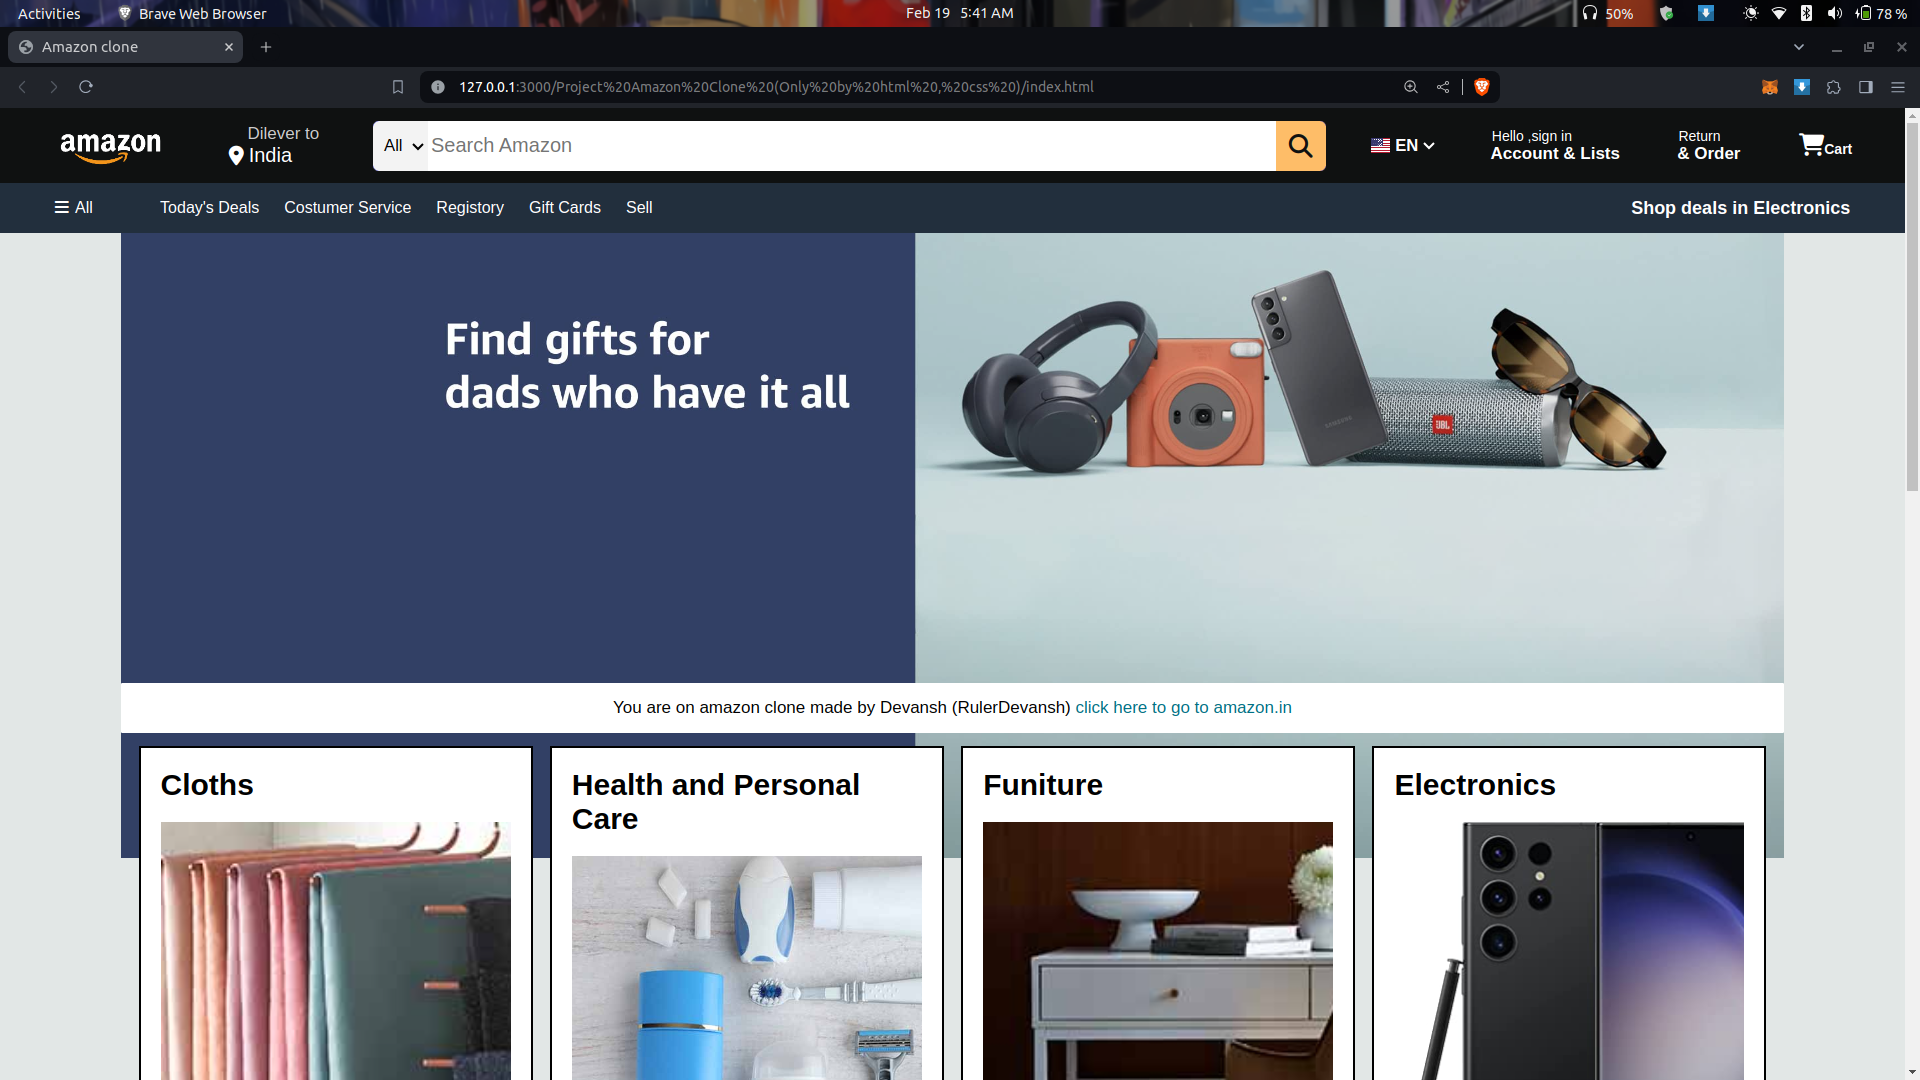 Activities
Brave Web Browser
Feb 19 5:41 AM
50%
78 %
Amazon clone
127.0.0.1:3000/Project%20Amazon%20Clone%20(Only%20by%20html%20,%20css%20)/index.html
amazon
Dilever to
India
All
Search Amazon
EN
Hello ,sign in
Account & Lists
Return
& Order
Cart
All
Today's Deals
Costumer Service
Registory
Gift Cards
Sell
Shop deals in Electronics
Find gifts for
dads who have it all
SAMSUNG
JBL
You are on amazon clone made by Devansh (RulerDevansh) click here to go to amazon.in
Cloths
Health and Personal
Care
Funiture
Electronics